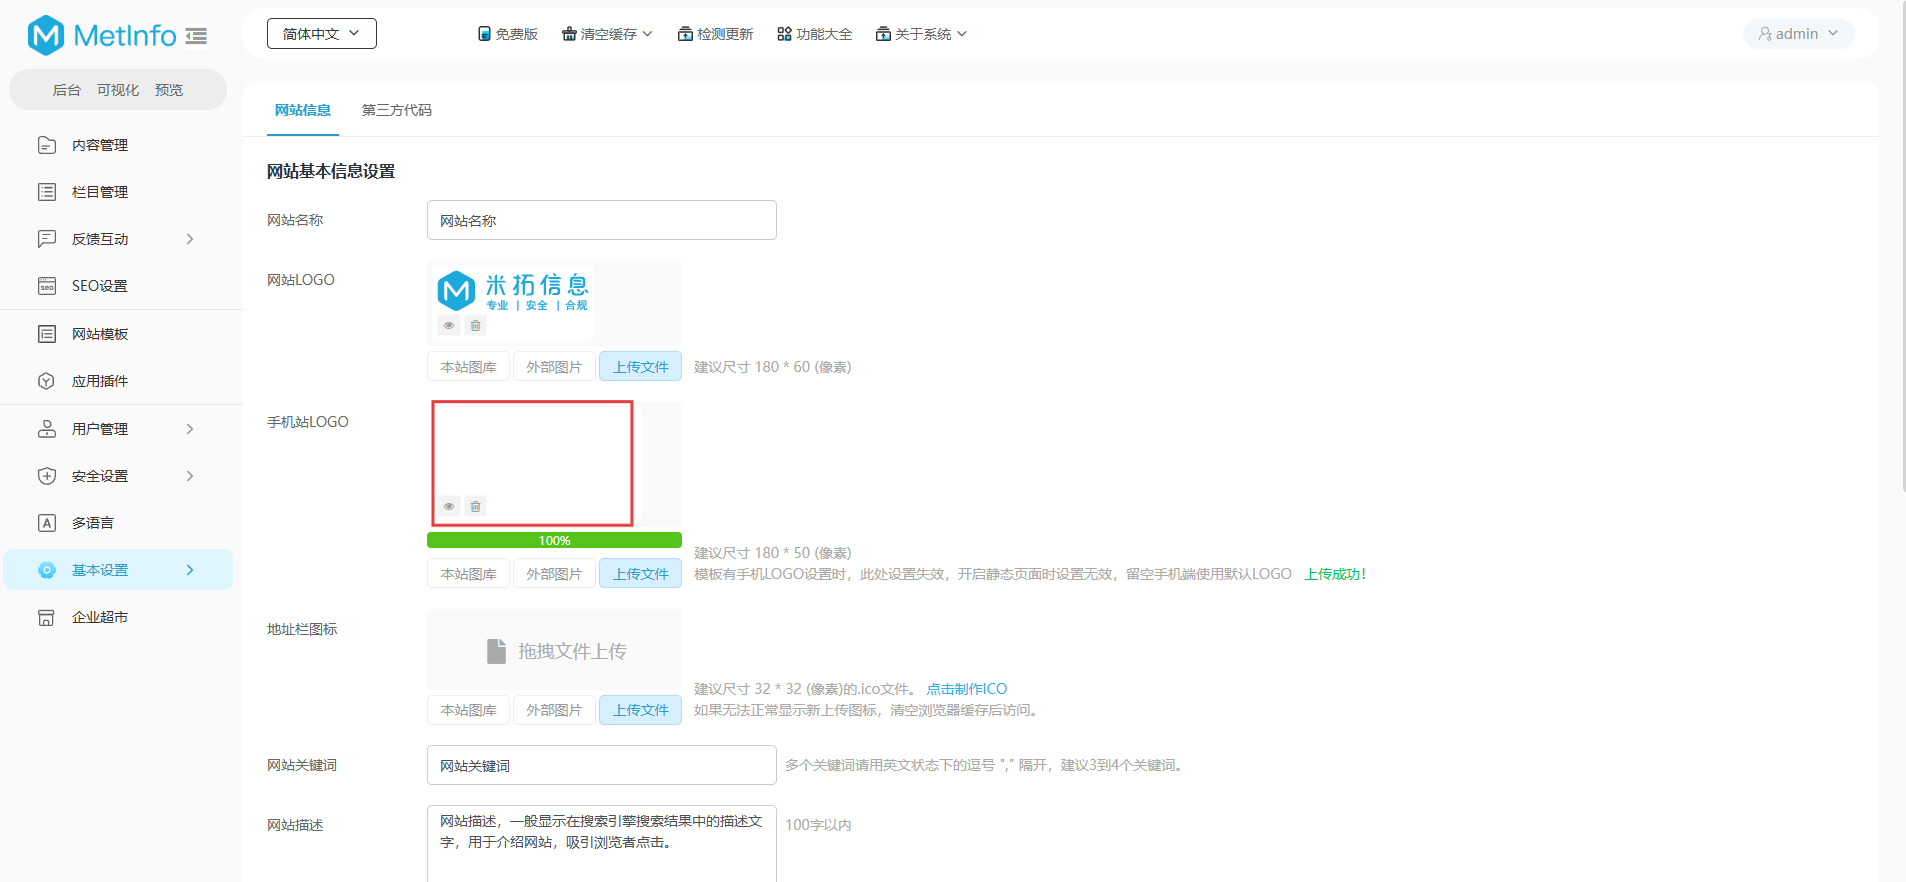 MetInfo
简体中文
免费版
清空缓存
检测更新
功能大全
关于系统
admin
后台 可视化 预览
内容管理
栏目管理
反馈互动
SEO设置
网站模板
应用插件
用户管理
安全设置
多语言
基本设置
企业超市
网站信息 第三方代码
网站基本信息设置
网站名称 网站名称
网站LOGO
米拓信息
专业 | 安全 | 合规
本站图库 外部图片 上传文件 建议尺寸 180 * 60 (像素)
手机站LOGO
100%
建议尺寸 180 * 50 (像素)
本站图库 外部图片 上传文件 模板有手机LOGO设置时，此处设置失效，开启静态页面时设置无效，留空手机端使用默认LOGO 上传成功！
地址栏图标
拖拽文件上传
建议尺寸 32 * 32 (像素)的.ico文件。 点击制作ICO
本站图库 外部图片 上传文件 如果无法正常显示新上传图标，清空浏览器缓存后访问。
网站关键词 网站关键词 多个关键词请用英文状态下的逗号 "," 隔开，建议3到4个关键词。
网站描述 网站描述，一般显示在搜索引擎搜索结果中的描述文 100字以内
字，用于介绍网站，吸引浏览者点击。